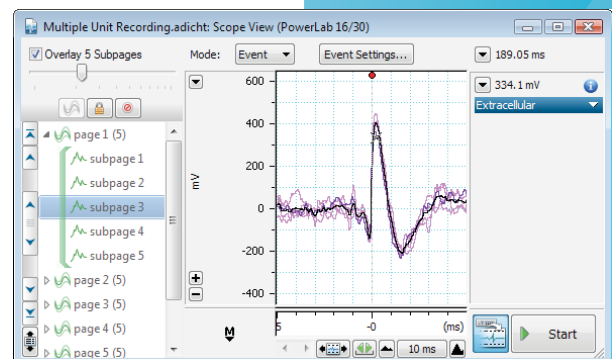 Multiple Unit Recording.adicht: Scope View (PowerLab 16/30)
Overlay 5 Subpages
Mode: Event Event Settings... 189.05 ms
334.1 mV
Extracellular
page 1 (5)
subpage 1
subpage 2
subpage 3
subpage 4
subpage 5
page 2 (5)
page 3 (5)
page 4 (5)
page 5 (5)
600
400
200
0
-200
-400
mV
M
5 -0 (ms)
10 ms
Start